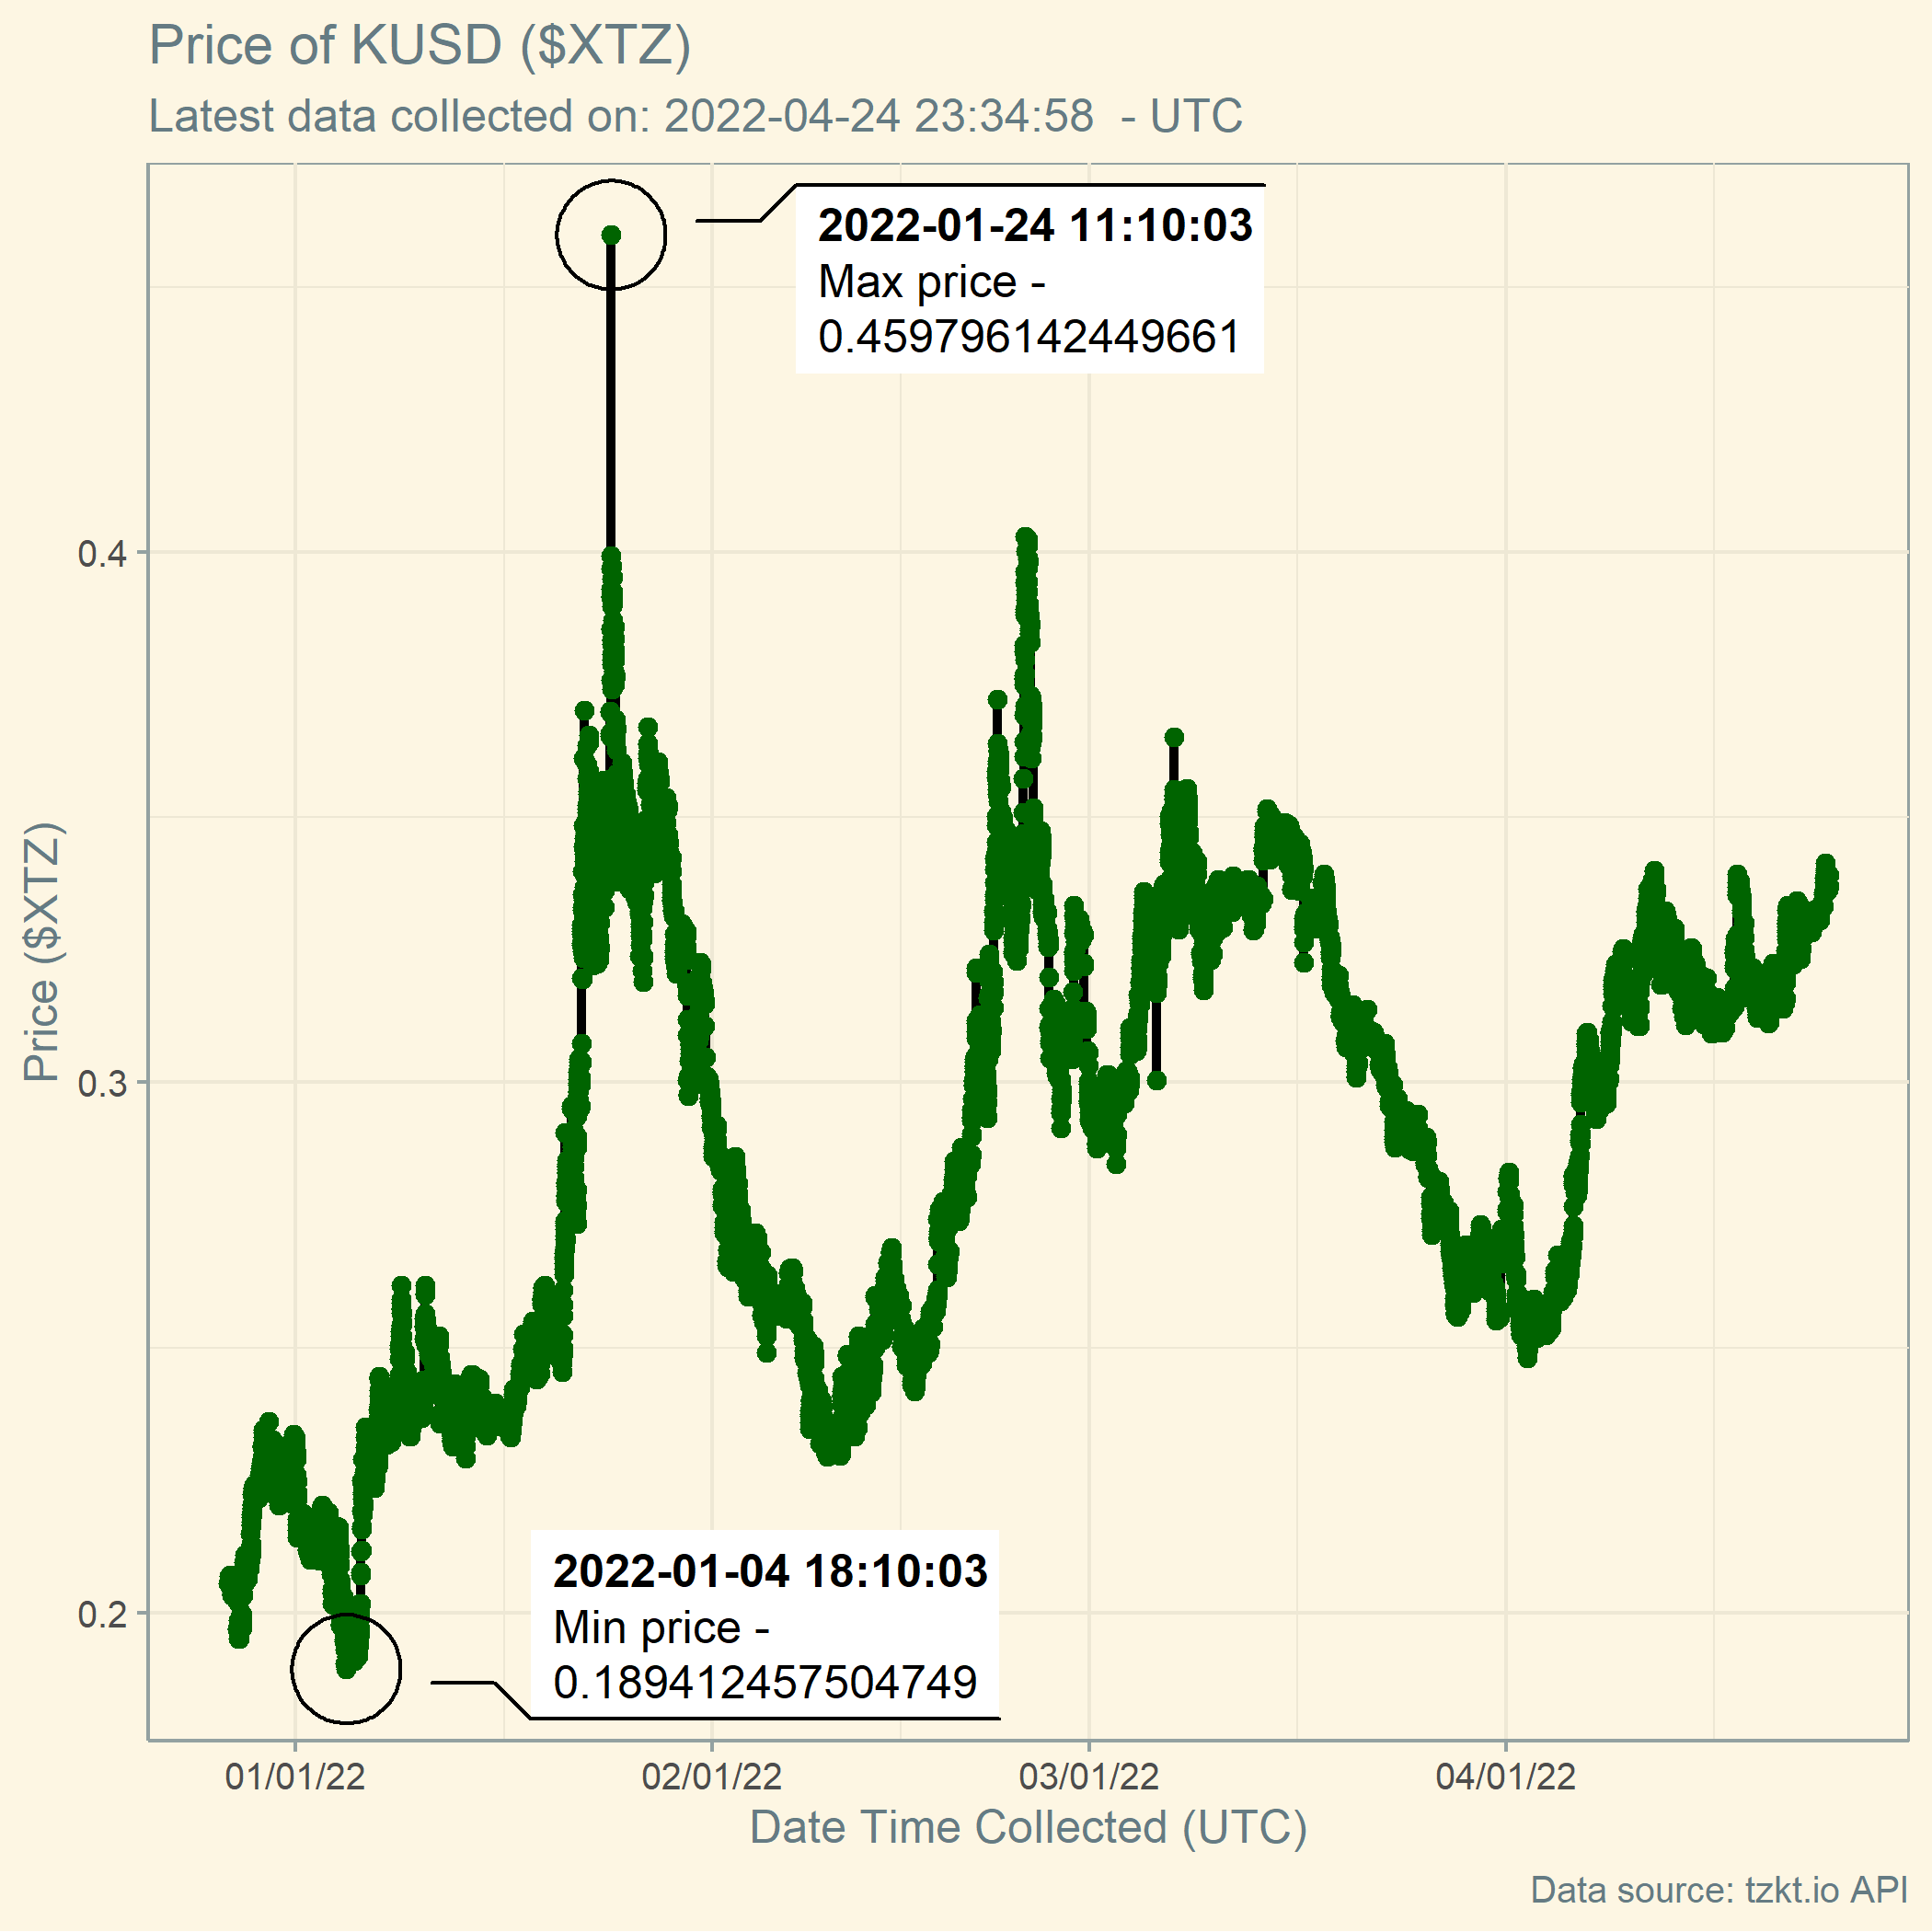 Price of KUSD ($XTZ)
Latest data collected on: 2022-04-24 23:34:58  - UTC
2022-01-24 11:10:03
Max price -
0.459796142449661
0.4
0.3
0.2
Price ($XTZ)
2022-01-04 18:10:03
Min price -
0.189412457504749
01/01/22 02/01/22 03/01/22 04/01/22
Date Time Collected (UTC)
Data source: tzkt.io API